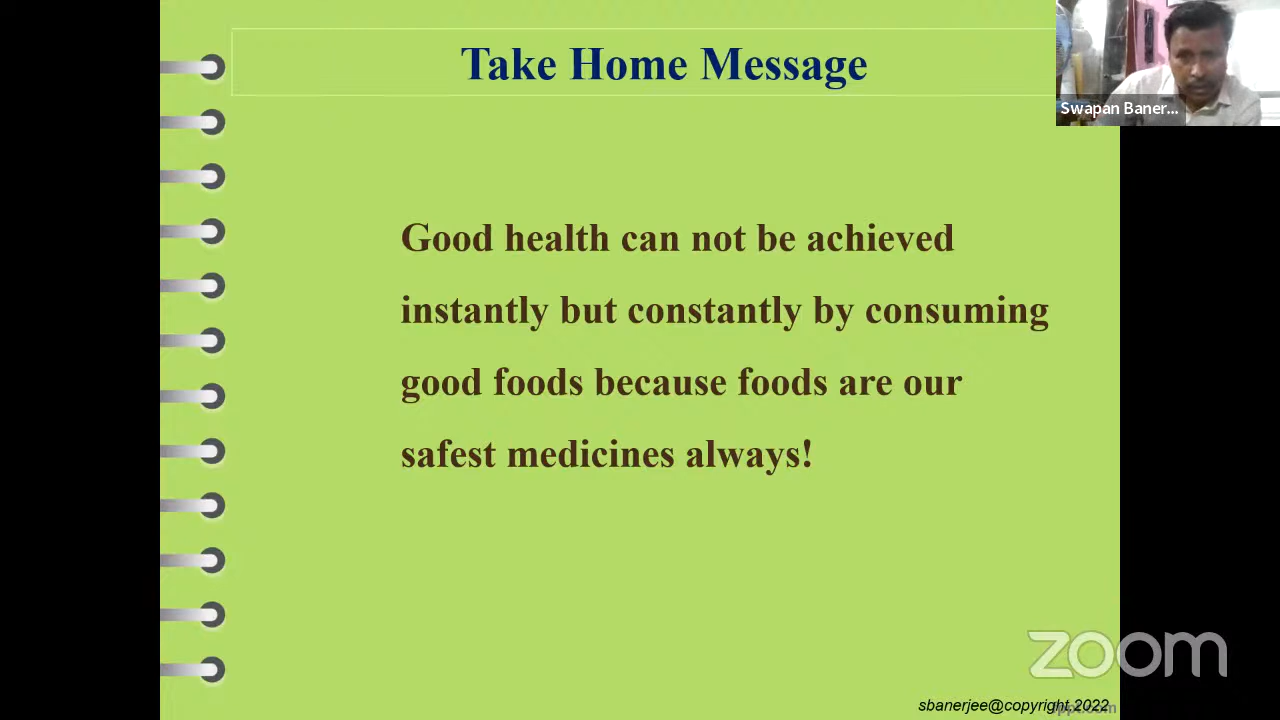 Take Home Message
Swapan Baner...
Good health can not be achieved
instantly but constantly by consuming
good foods because foods are our
safest medicines always!
zoom
sbanerjee@copyright 2022